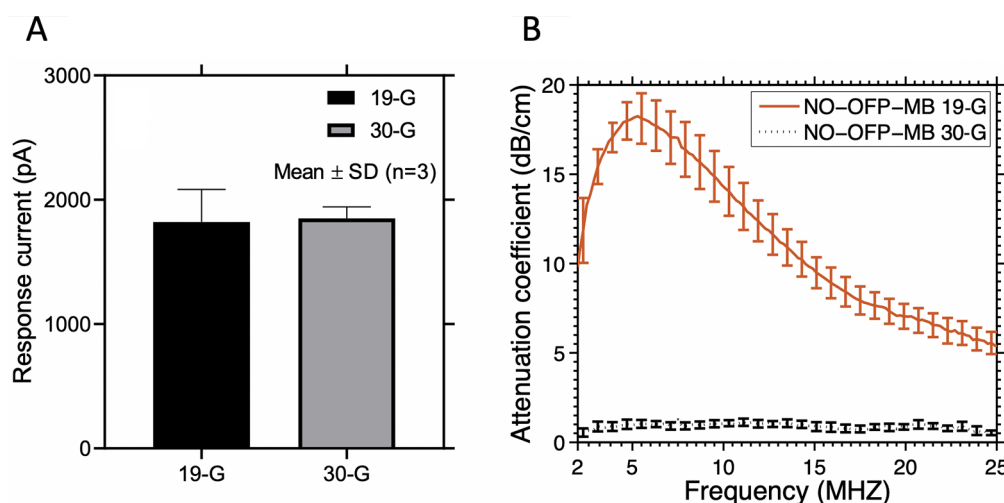 A
Response current (pA)
3000
2000
1000
0
19-G
30-G
Mean ± SD (n=3)
19-G
30-G
B
Attenuation coefficient (dB/cm)
20
15
10
5
0
NO-OFP-MB 19-G
NO-OFP-MB 30-G
2
5
10
15
20
25
Frequency (MHZ)